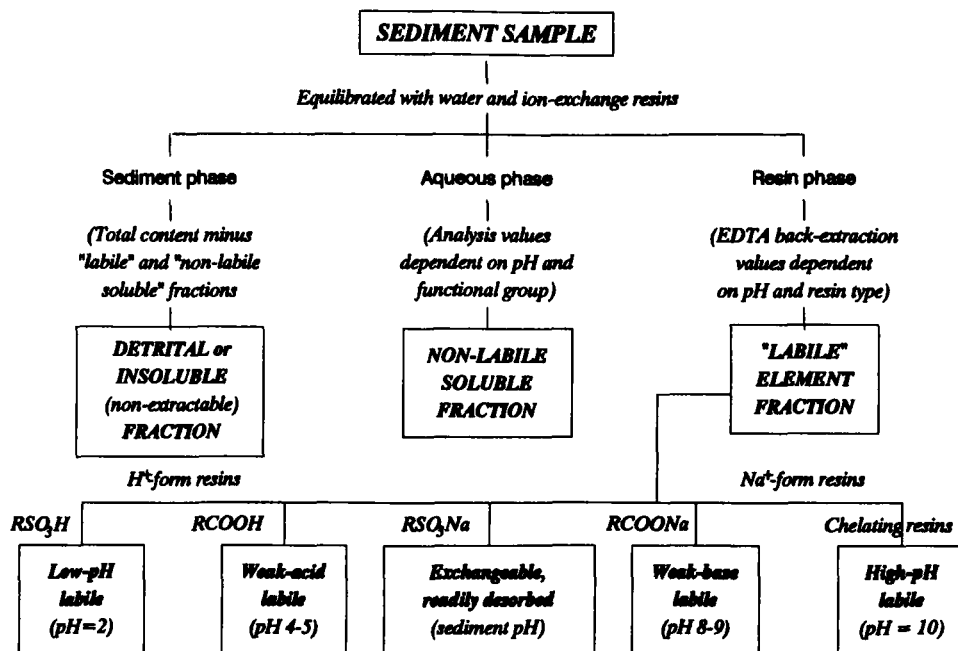 SEDIMENT SAMPLE
Equilibrated with water and ion-exchange resins
Sediment phase
(Total content minus
"labile" and "non-labile
soluble" fractions
DETRITAL or
INSOLUBLE
(non-extractable)
FRACTION
Aqueous phase
(Analysis values
dependent on pH and
functional group)
NON-LABILE
SOLUBLE
FRACTION
Resin phase
(EDTA back-extraction
values dependent
on pH and resin type)
"LABILE"
ELEMENT
FRACTION
H⁺-form resins
Na⁺-form resins
RSO₃H
Low-pH
labile
(pH=2)
RCOOH
Weak-acid
labile
(pH 4-5)
RSO₃Na
Exchangeable,
readily desorbed
(sediment pH)
RCOONa
Weak-base
labile
(pH 8-9)
Chelating resins
High-pH
labile
(pH = 10)